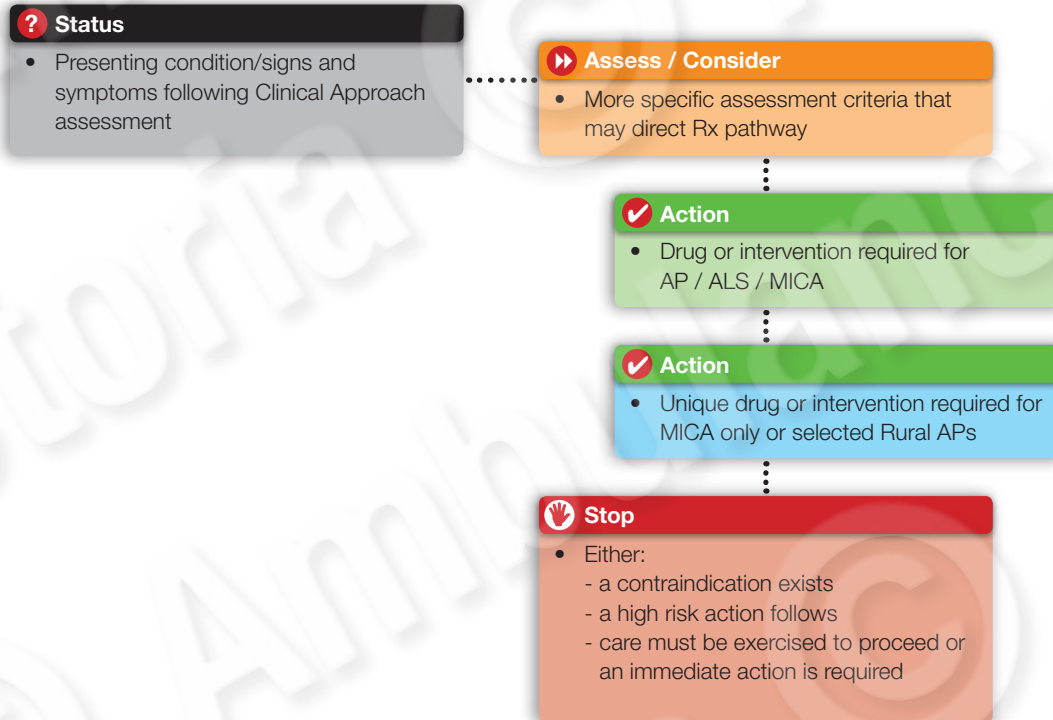 ? Status
• Presenting condition/signs and
symptoms following Clinical Approach
assessment
Assess / Consider
• More specific assessment criteria that
may direct Rx pathway
✔ Action
• Drug or intervention required for
AP / ALS / MICA
✔ Action
• Unique drug or intervention required for
MICA only or selected Rural APs
Stop
• Either:
- a contraindication exists
- a high risk action follows
- care must be exercised to proceed or
an immediate action is required